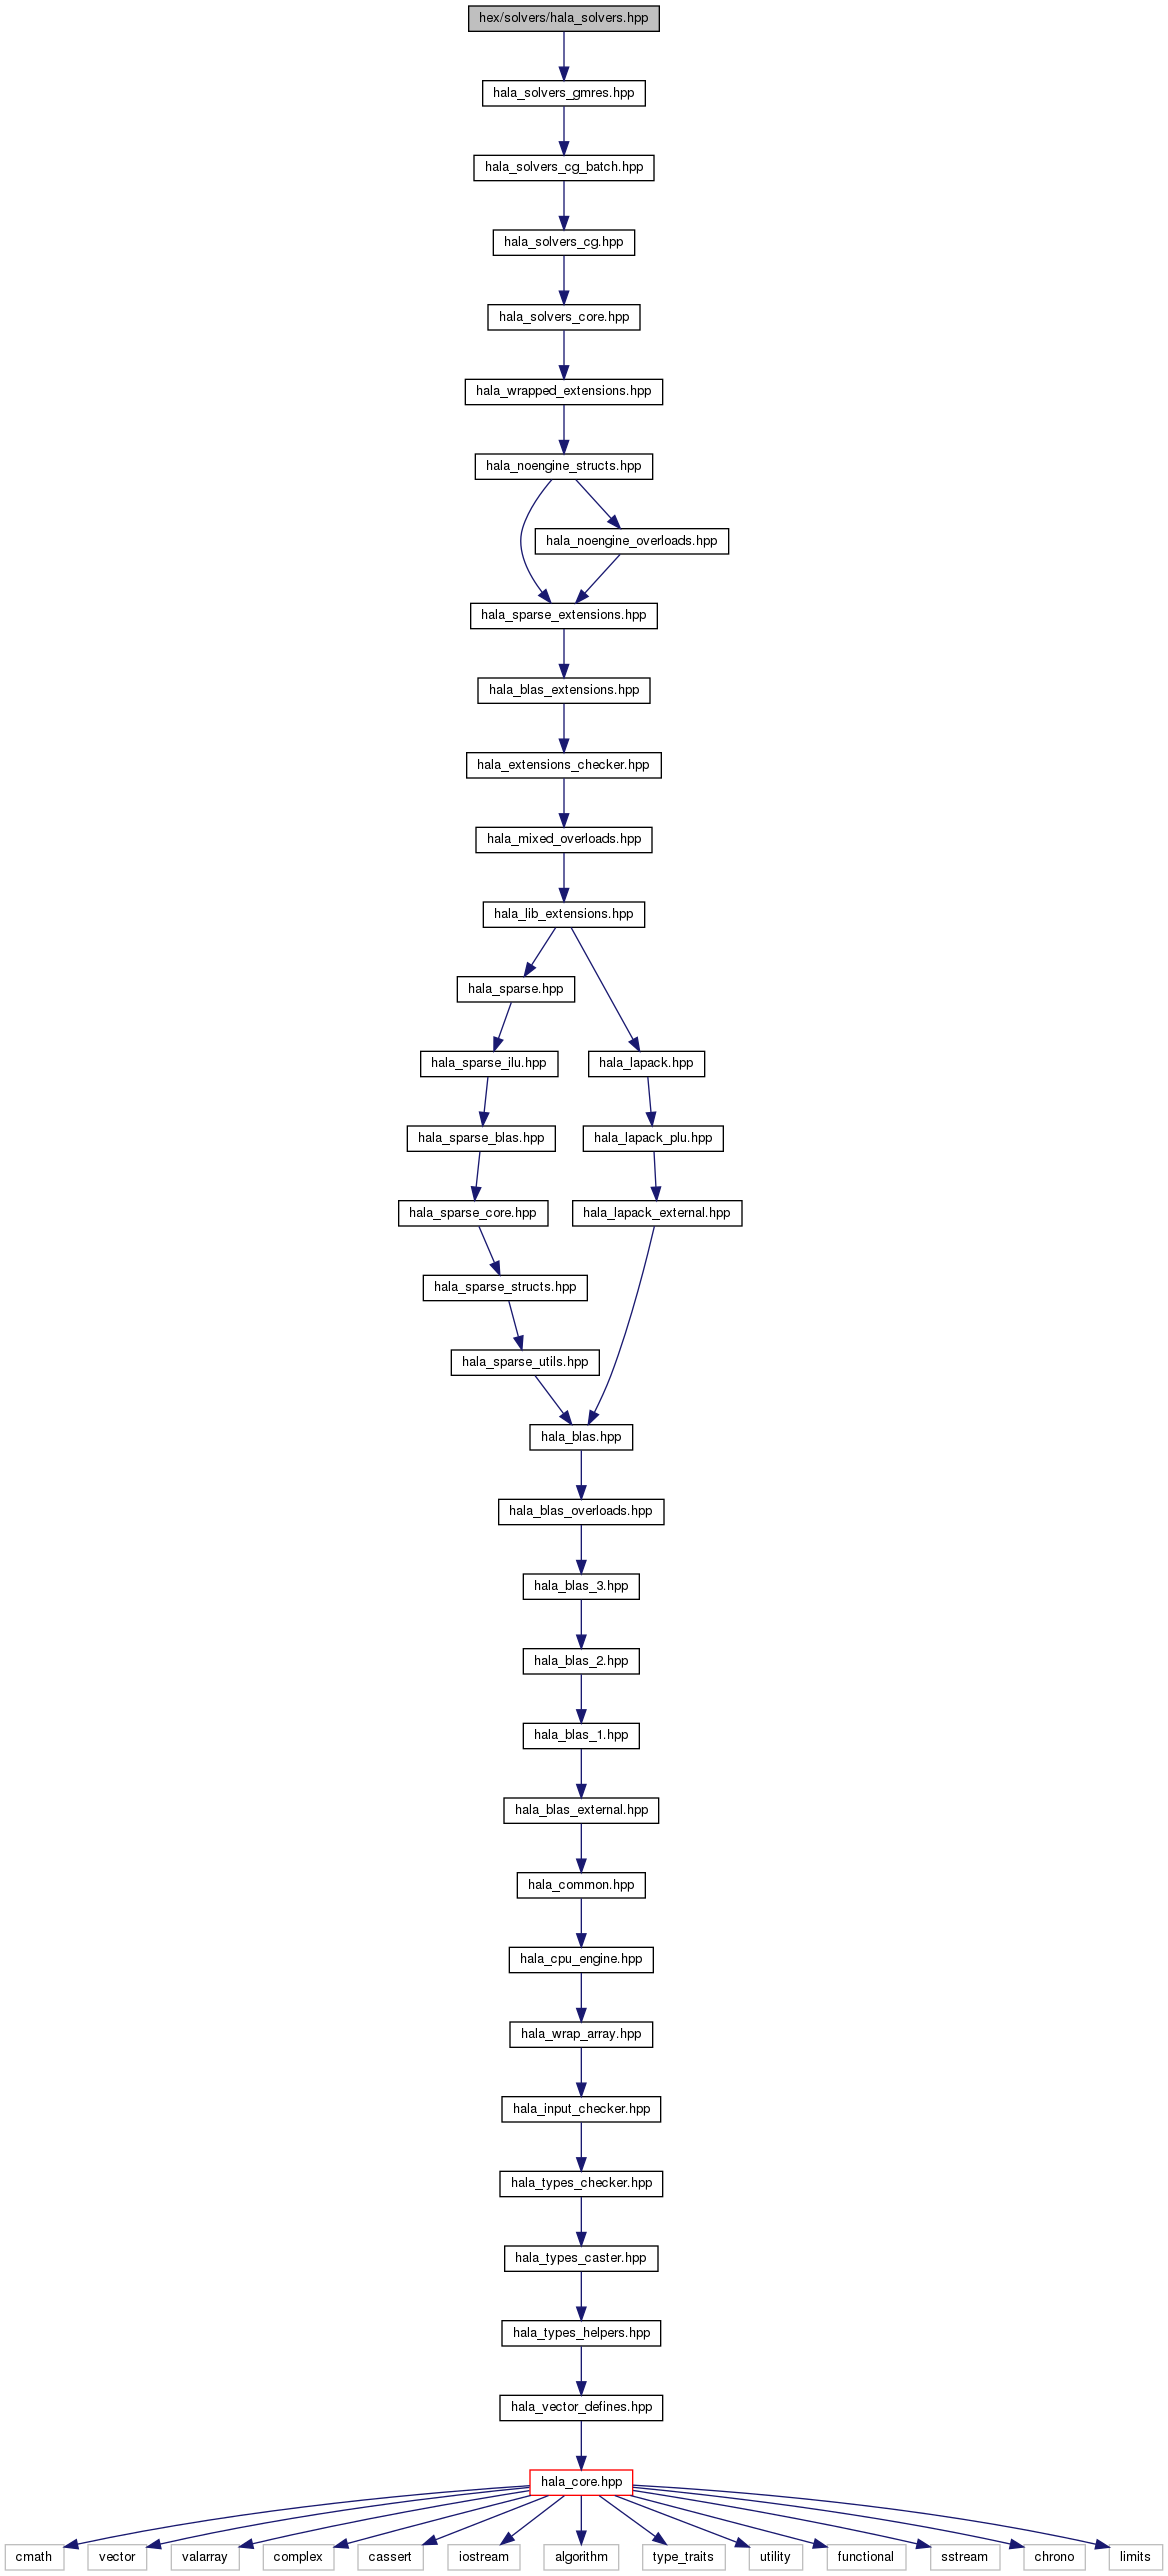 hex/solvers/hala_solvers.hpp
hala_solvers_gmres.hpp
hala_solvers_cg_batch.hpp
hala_solvers_cg.hpp
hala_solvers_core.hpp
hala_wrapped_extensions.hpp
hala_noengine_structs.hpp
hala_noengine_overloads.hpp
hala_sparse_extensions.hpp
hala_blas_extensions.hpp
hala_extensions_checker.hpp
hala_mixed_overloads.hpp
hala_lib_extensions.hpp
hala_sparse.hpp
hala_sparse_ilu.hpp
hala_lapack.hpp
hala_sparse_blas.hpp
hala_lapack_plu.hpp
hala_sparse_core.hpp
hala_lapack_external.hpp
hala_sparse_structs.hpp
hala_sparse_utils.hpp
hala_blas.hpp
hala_blas_overloads.hpp
hala_blas_3.hpp
hala_blas_2.hpp
hala_blas_1.hpp
hala_blas_external.hpp
hala_common.hpp
hala_cpu_engine.hpp
hala_wrap_array.hpp
hala_input_checker.hpp
hala_types_checker.hpp
hala_types_caster.hpp
hala_types_helpers.hpp
hala_vector_defines.hpp
hala_core.hpp
cmath
vector
valarray
complex
cassert
iostream
algorithm
type_traits
utility
functional
sstream
chrono
limits